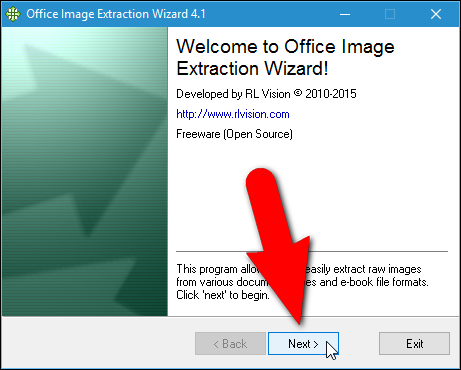 Office Image Extraction Wizard 4.1
Welcome to Office Image
Extraction Wizard!
Developed by RL Vision © 2010-2015
http://www.rlvision.com
Freeware (Open Source)
This program allo easily extract raw images
from various docum es and e-book file formats.
Click 'next' to begin.
< Back
Next >
Exit